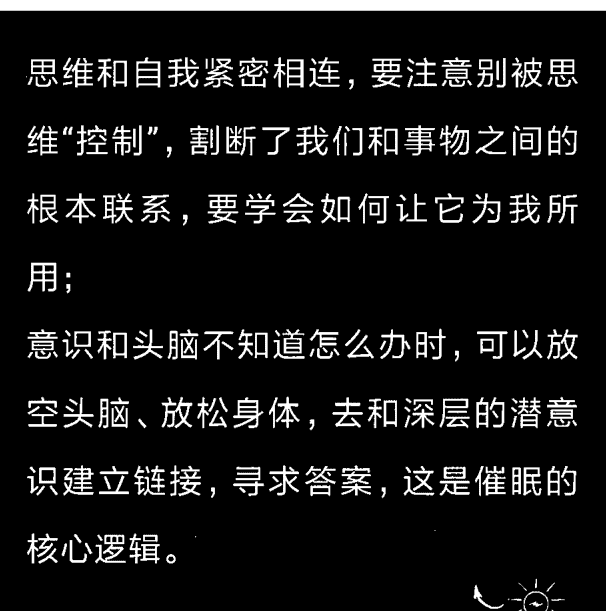 思维和自我紧密相连，要注意别被思
维“控制”，割断了我们和事物之间的
根本联系，要学会如何让它为我所
用；
意识和头脑不知道怎么办时，可以放
空头脑、放松身体，去和深层的潜意
识建立链接，寻求答案，这是催眠的
核心逻辑。